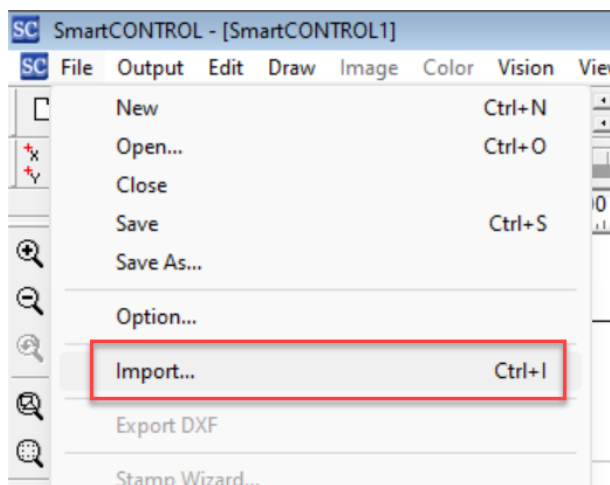 SC SmartCONTROL - [SmartCONTROL1]
SC File Output Edit Draw Image Color Vision
New Ctrl+N
Open... Ctrl+O
Close
Save Ctrl+S
Save As...
Option...
Import... Ctrl+I
Export DXF
Stamp Wizard...